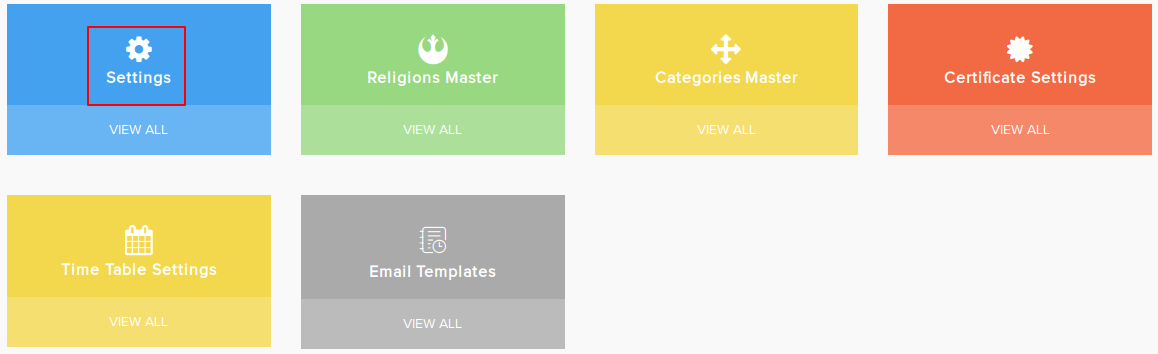 Settings
VIEW ALL
Religions Master
VIEW ALL
Categories Master
VIEW ALL
Certificate Settings
VIEW ALL
Time Table Settings
VIEW ALL
Email Templates
VIEW ALL